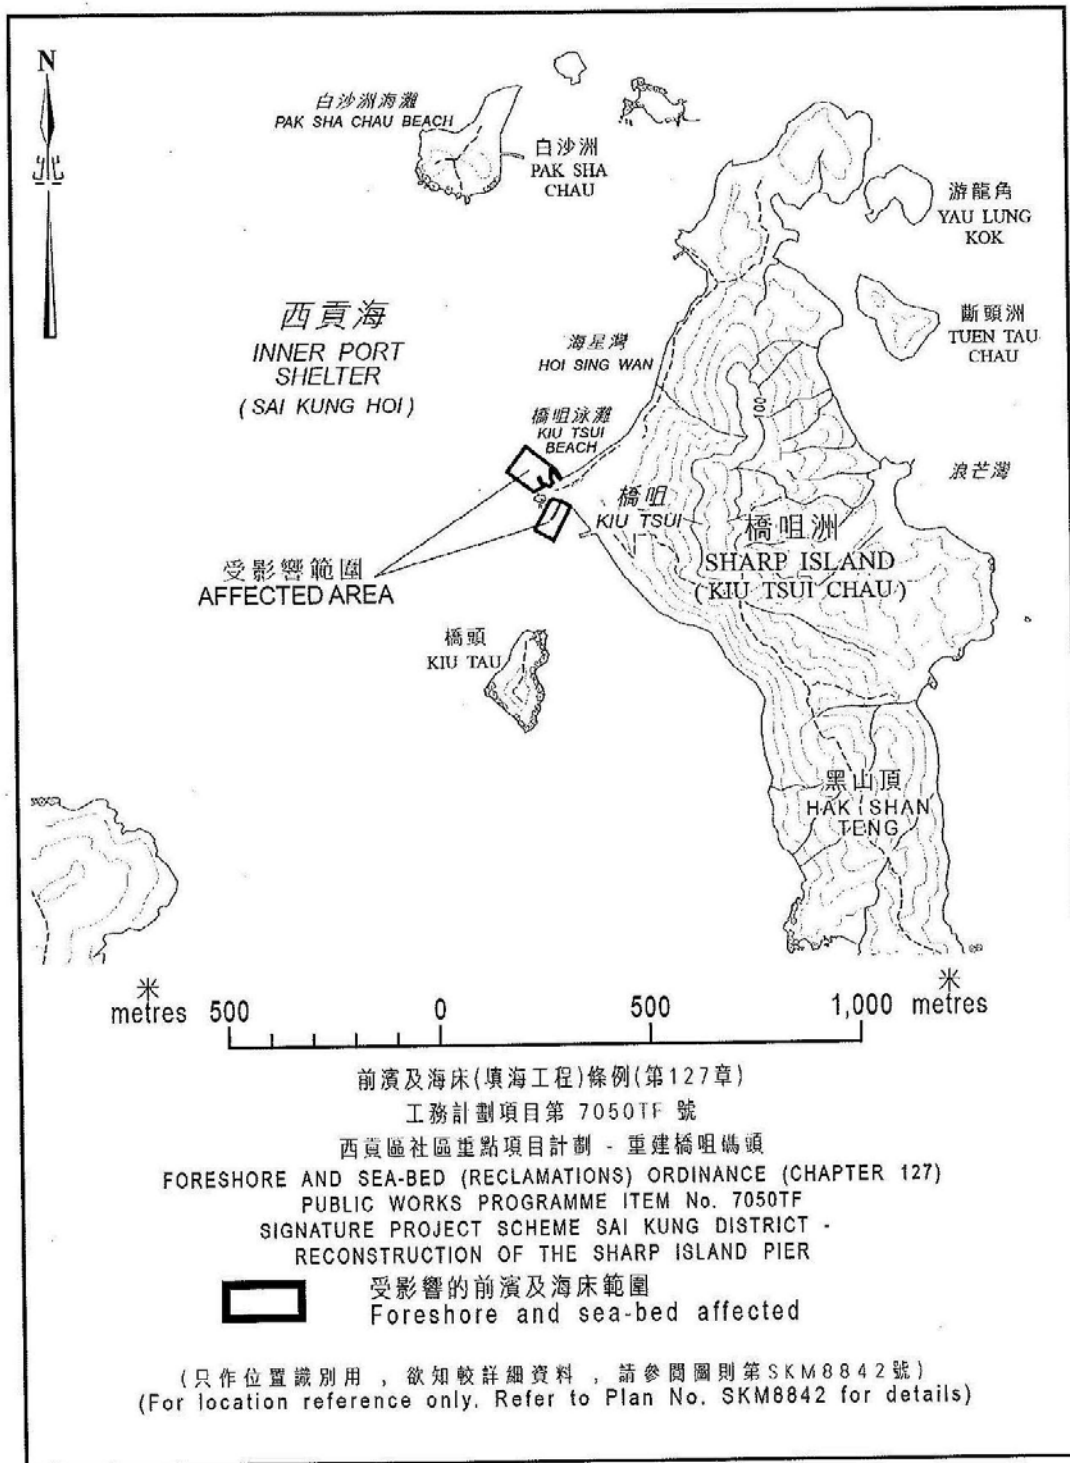 N
白沙洲海灘
PAK SHA CHAU BEACH
白沙洲
PAK SHA
CHAU
游龍角
YAU LUNG
KOK
西貢海
INNER PORT
SHELTER
(SAI KUNG HOI)
海星灣
HOI SING WAN
斷頭洲
TUEN TAU
CHAU
100
橋咀泳灘
KIU TSUI
BEACH
浪芒灣
橋咀
KIU TSUI
橋咀洲
SHARP ISLAND
(KIU TSUI CHAU)
受影響範圍
AFFECTED AREA
橋頭
KIU TAU
黑山頂
HAK SHAN
TENG
米
metres 500 0 500 1,000 metres
米
前濱及海床(填海工程)條例(第127章)
工務計劃項目第 7050TF 號
西貢區社區重點項目計劃 - 重建橋咀碼頭
FORESHORE AND SEA-BED (RECLAMATIONS) ORDINANCE (CHAPTER 127)
PUBLIC WORKS PROGRAMME ITEM No. 7050TF
SIGNATURE PROJECT SCHEME SAI KUNG DISTRICT -
RECONSTRUCTION OF THE SHARP ISLAND PIER
受影響的前濱及海床範圍
Foreshore and sea-bed affected
(只作位置識別用 , 欲知較詳細資料 , 請參閱圖則第SKM8842號)
(For location reference only. Refer to Plan No. SKM8842 for details)